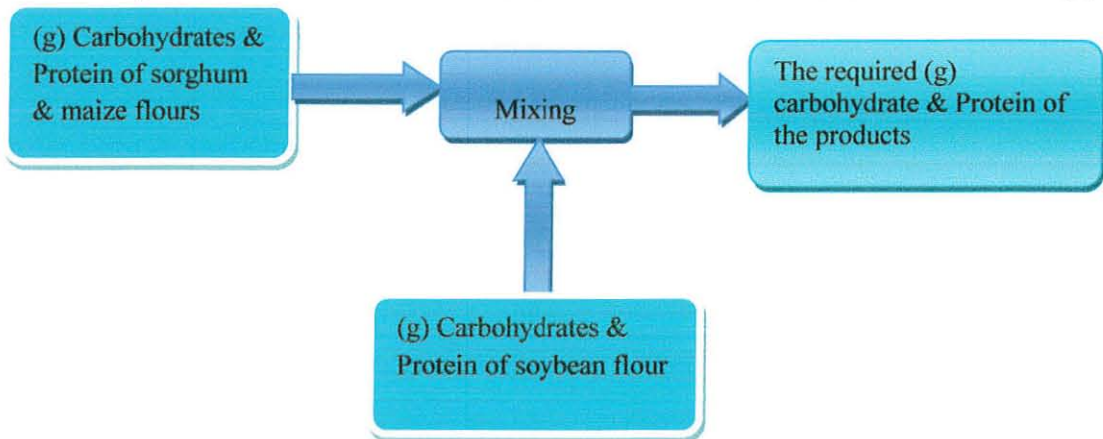 (g) Carbohydrates &
Protein of sorghum
& maize flours
Mixing
The required (g)
carbohydrate & Protein of
the products
(g) Carbohydrates &
Protein of soybean flour